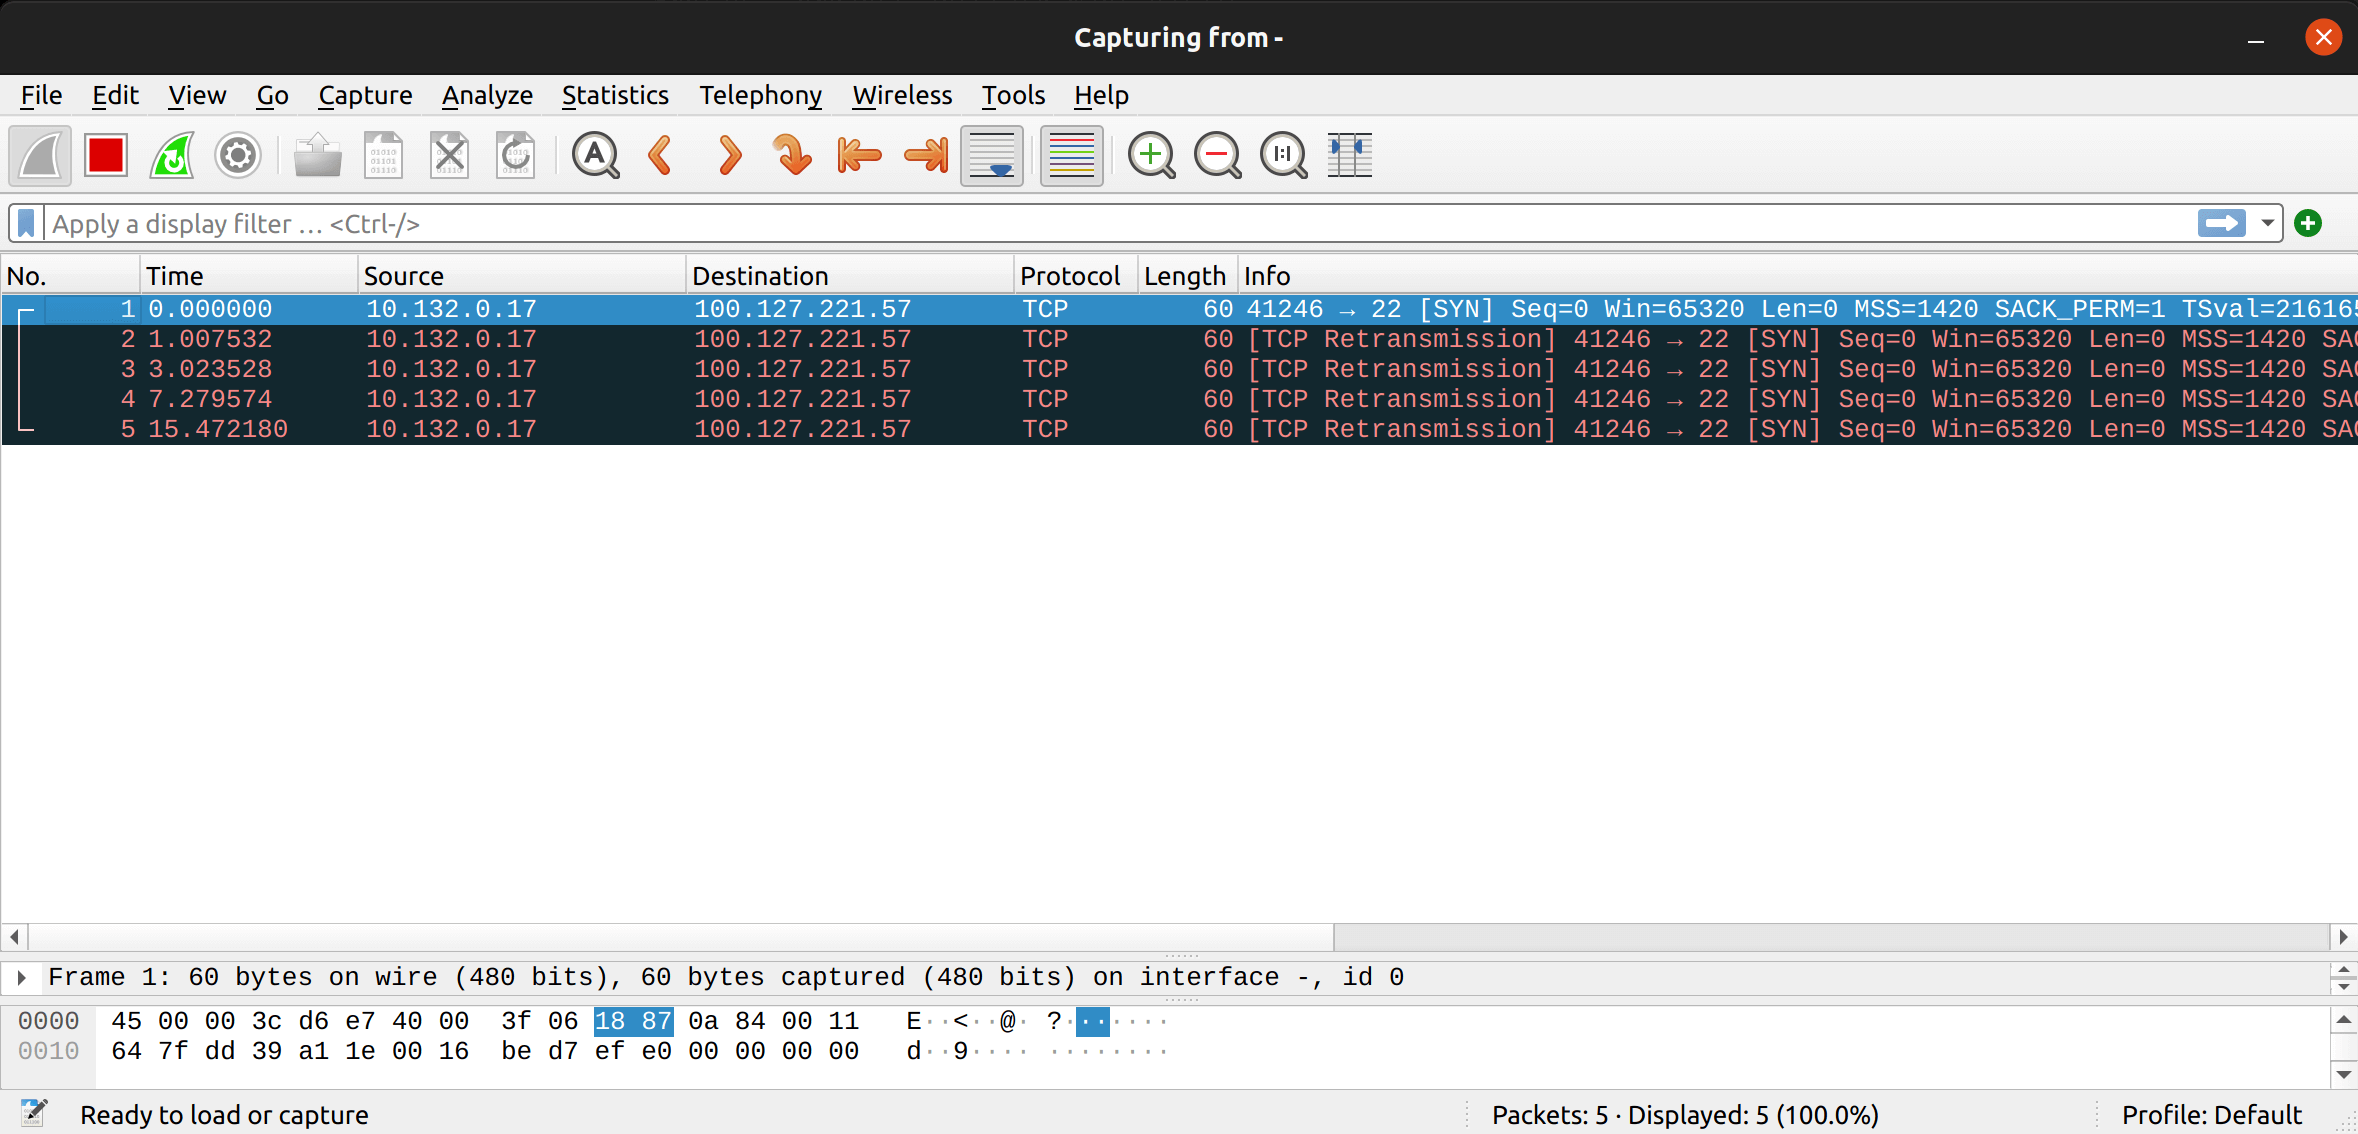 Capturing from -
File Edit View Go Capture Analyze Statistics Telephony Wireless Tools Help
Apply a display filter … <Ctrl-/>
No. Time Source Destination Protocol Length Info
1 0.000000 10.132.0.17 100.127.221.57 TCP 60 41246 → 22 [SYN] Seq=0 Win=65320 Len=0 MSS=1420 SACK_PERM=1 TSval=216165
2 1.007532 10.132.0.17 100.127.221.57 TCP 60 [TCP Retransmission] 41246 → 22 [SYN] Seq=0 Win=65320 Len=0 MSS=1420 SAC
3 3.023528 10.132.0.17 100.127.221.57 TCP 60 [TCP Retransmission] 41246 → 22 [SYN] Seq=0 Win=65320 Len=0 MSS=1420 SAC
4 7.279574 10.132.0.17 100.127.221.57 TCP 60 [TCP Retransmission] 41246 → 22 [SYN] Seq=0 Win=65320 Len=0 MSS=1420 SAC
5 15.472180 10.132.0.17 100.127.221.57 TCP 60 [TCP Retransmission] 41246 → 22 [SYN] Seq=0 Win=65320 Len=0 MSS=1420 SAC
Frame 1: 60 bytes on wire (480 bits), 60 bytes captured (480 bits) on interface -, id 0
0000 45 00 00 3c d6 e7 40 00 3f 06 18 87 0a 84 00 11 E··<··@· ?·······
0010 64 7f dd 39 a1 1e 00 16 be d7 ef e0 00 00 00 00 d··9···· ········
Ready to load or capture
Packets: 5 · Displayed: 5 (100.0%)
Profile: Default